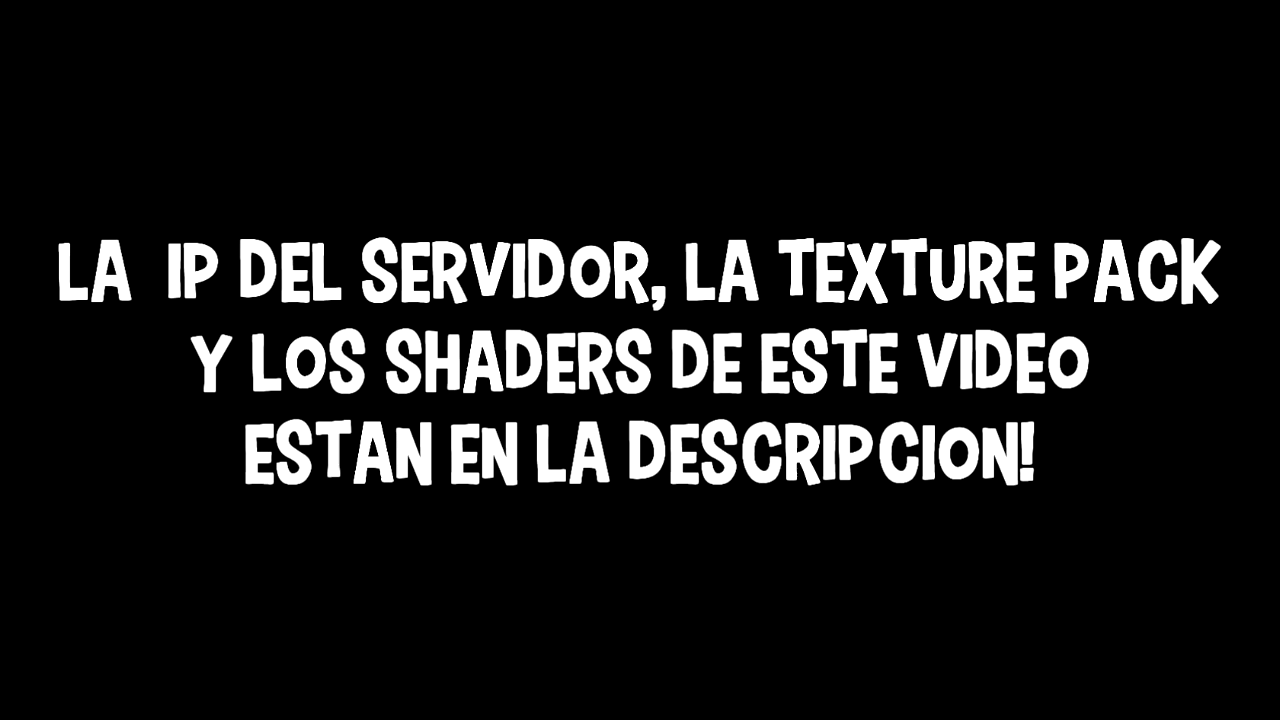 LA  IP DEL SERVIDOR, LA TEXTURE PACK
Y LOS SHADERS DE ESTE VIDEO
ESTAN EN LA DESCRIPCION!